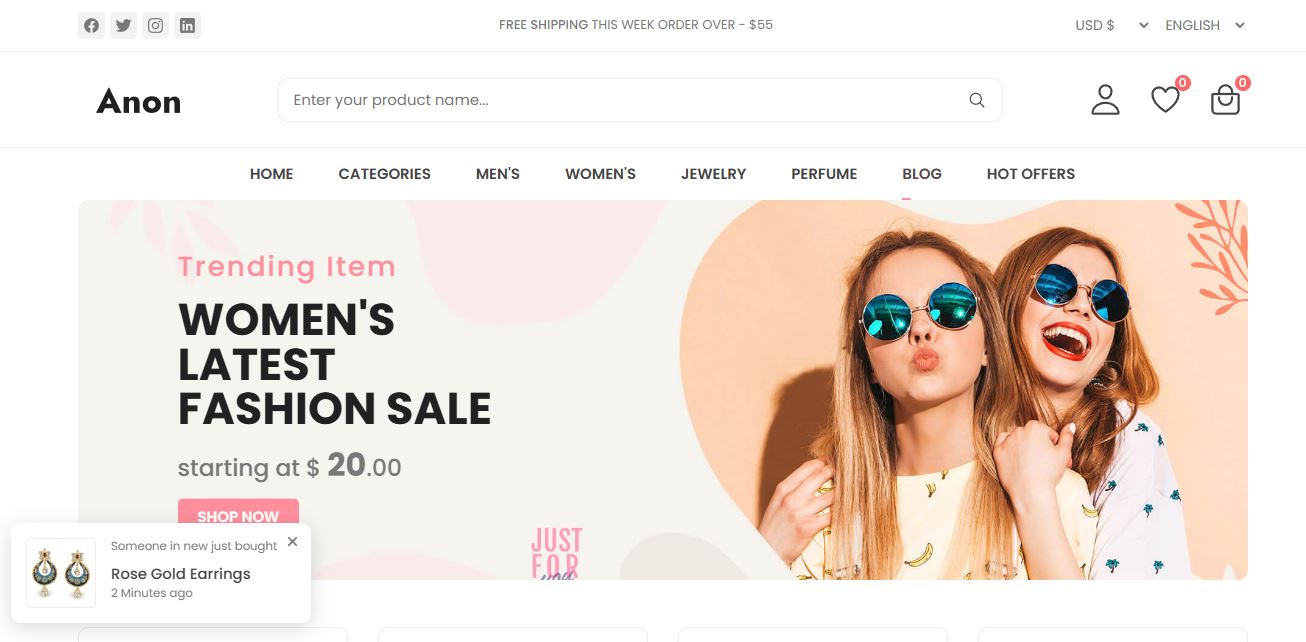 FREE SHIPPING THIS WEEK ORDER OVER - $55
USD $
ENGLISH
Anon
Enter your product name...
0
0
HOME
CATEGORIES
MEN'S
WOMEN'S
JEWELRY
PERFUME
BLOG
HOT OFFERS
Trending Item
WOMEN'S
LATEST
FASHION SALE
starting at $ 20.00
SHOP NOW
JUST
FOR
you
Someone in new just bought
Rose Gold Earrings
2 Minutes ago